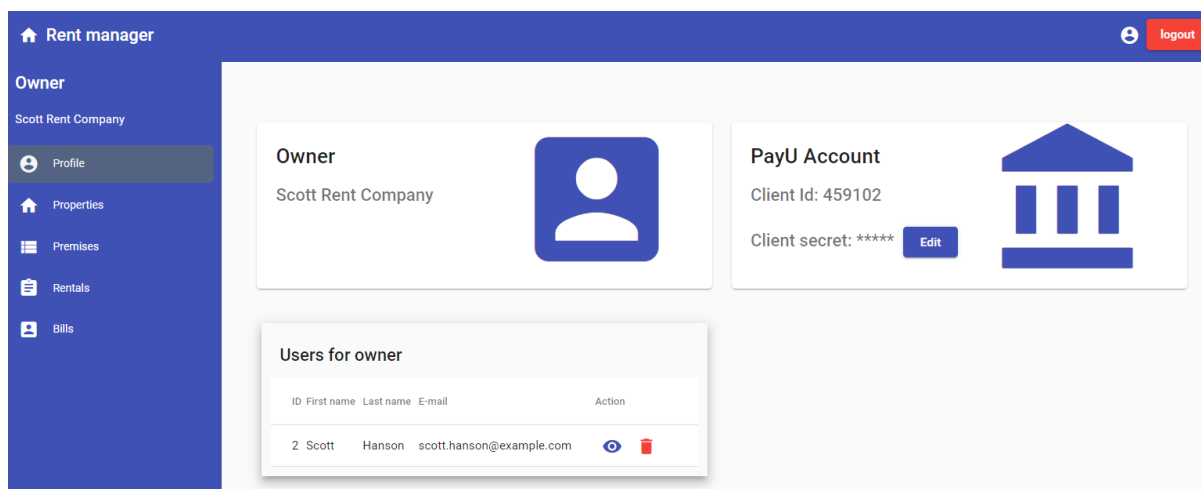 Rent manager
logout
Owner
Scott Rent Company
Profile
Properties
Premises
Rentals
Bills
Owner
Scott Rent Company
PayU Account
Client Id: 459102
Client secret: ***** Edit
Users for owner
ID First name Last name E-mail Action
2 Scott Hanson scott.hanson@example.com